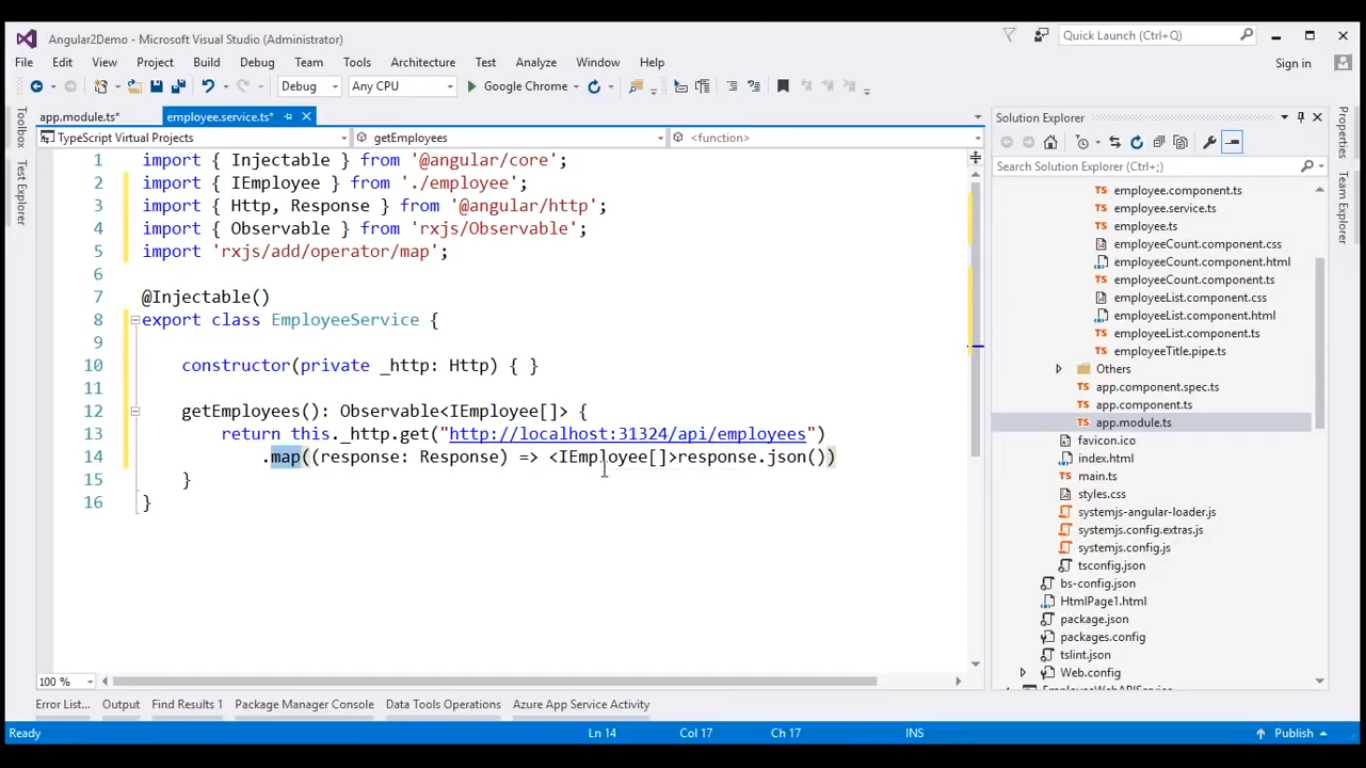 Angular2Demo - Microsoft Visual Studio (Administrator)
Quick Launch (Ctrl+Q)
File Edit View Project Build Debug Team Tools Architecture Test Analyze Window Help
Sign in
Debug Any CPU Google Chrome
app.module.ts* employee.service.ts*
TypeScript Virtual Projects getEmployees <function>
Toolbox
Test Explorer
1 import { Injectable } from '@angular/core';
2 import { IEmployee } from './employee';
3 import { Http, Response } from '@angular/http';
4 import { Observable } from 'rxjs/Observable';
5 import 'rxjs/add/operator/map';
6
7 @Injectable()
8 export class EmployeeService {
9
10 constructor(private _http: Http) { }
11
12 getEmployees(): Observable<IEmployee[]> {
13 return this._http.get("http://localhost:31324/api/employees")
14 .map((response: Response) => <IEmployee[]>response.json())
15 }
16 }
100 %
Solution Explorer
Search Solution Explorer (Ctrl+;)
employee.component.ts
employee.service.ts
employee.ts
employeeCount.component.css
employeeCount.component.html
employeeCount.component.ts
employeeList.component.css
employeeList.component.html
employeeList.component.ts
employeeTitle.pipe.ts
Others
app.component.spec.ts
app.component.ts
app.module.ts
favicon.ico
index.html
main.ts
styles.css
systemjs-angular-loader.js
systemjs.config.extras.js
systemjs.config.js
tsconfig.json
bs-config.json
HtmlPage1.html
package.json
packages.config
tslint.json
Web.config
Properties
Team Explorer
Error List... Output Find Results 1 Package Manager Console Data Tools Operations Azure App Service Activity
Ready Ln 14 Col 17 Ch 17 INS Publish